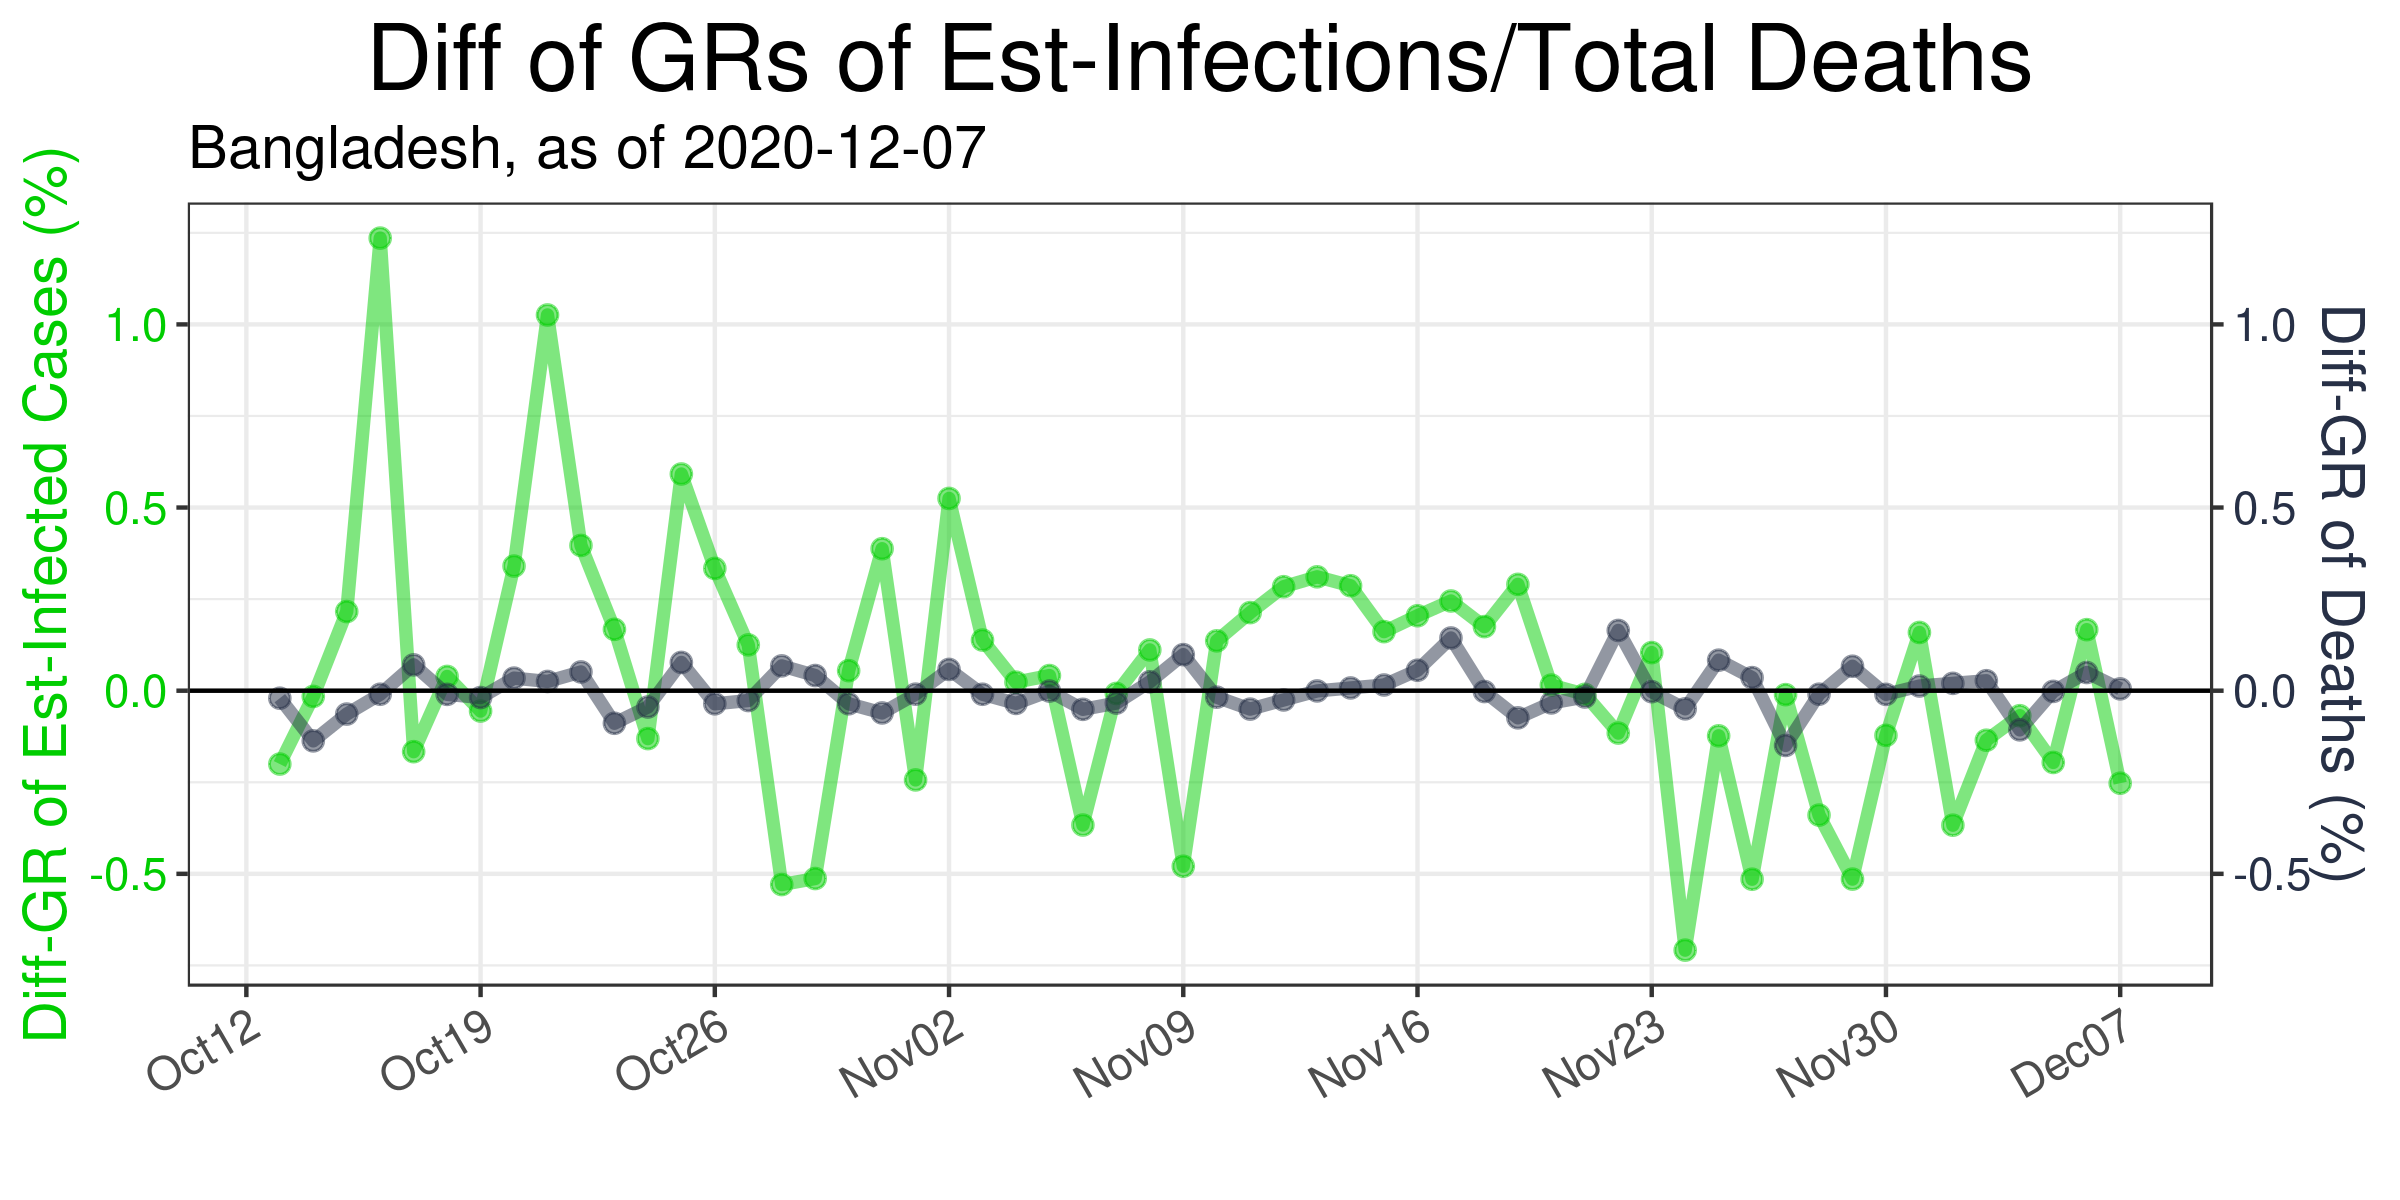 Diff of GRs of Est-Infections/Total Deaths
Bangladesh, as of 2020-12-07
Diff-GR of Est-Infected Cases (%)
1.0
0.5
0.0
-0.5
1.0
0.5
0.0
-0.5
Diff-GR of Deaths (%)
Oct12
Oct19
Oct26
Nov02
Nov09
Nov16
Nov23
Nov30
Dec07